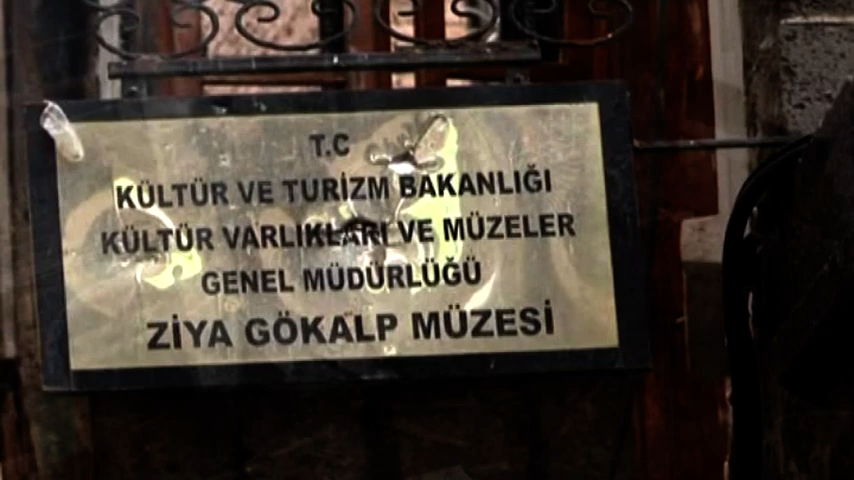 T.C
KÜLTÜR VE TURİZM BAKANLIĞI
KÜLTÜR VARLIKLARI VE MÜZELER
GENEL MÜDÜRLÜĞÜ
ZİYA GÖKALP MÜZESİ